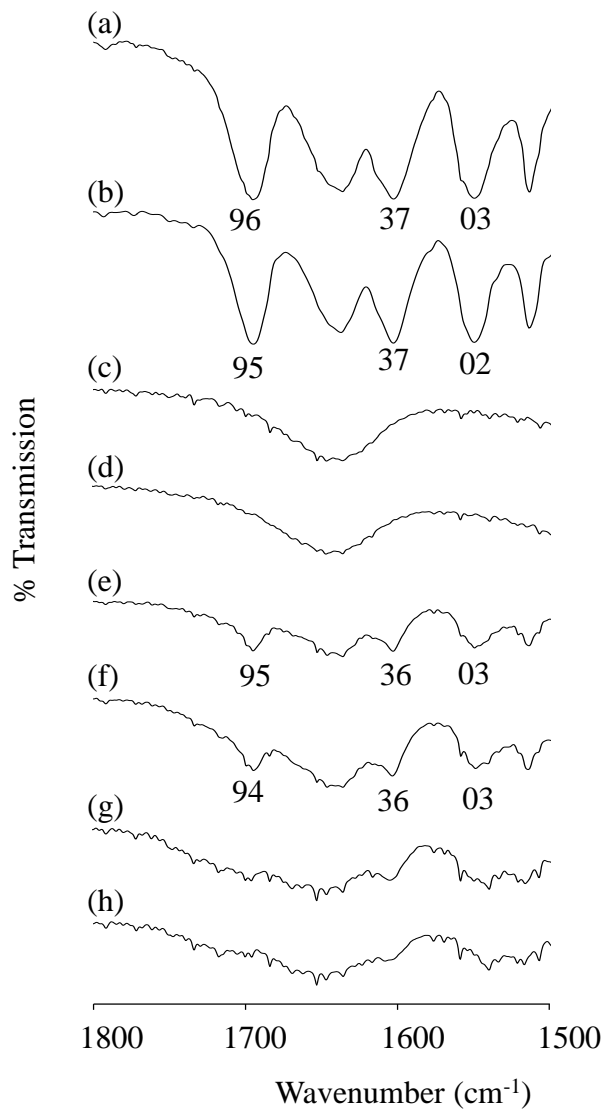 (a)
96 37 03
(b)
95 37 02
(c)
(d)
(e)
95 36 03
(f)
94 36 03
(g)
(h)
% Transmission
1800 1700 1600 1500
Wavenumber (cm⁻¹)